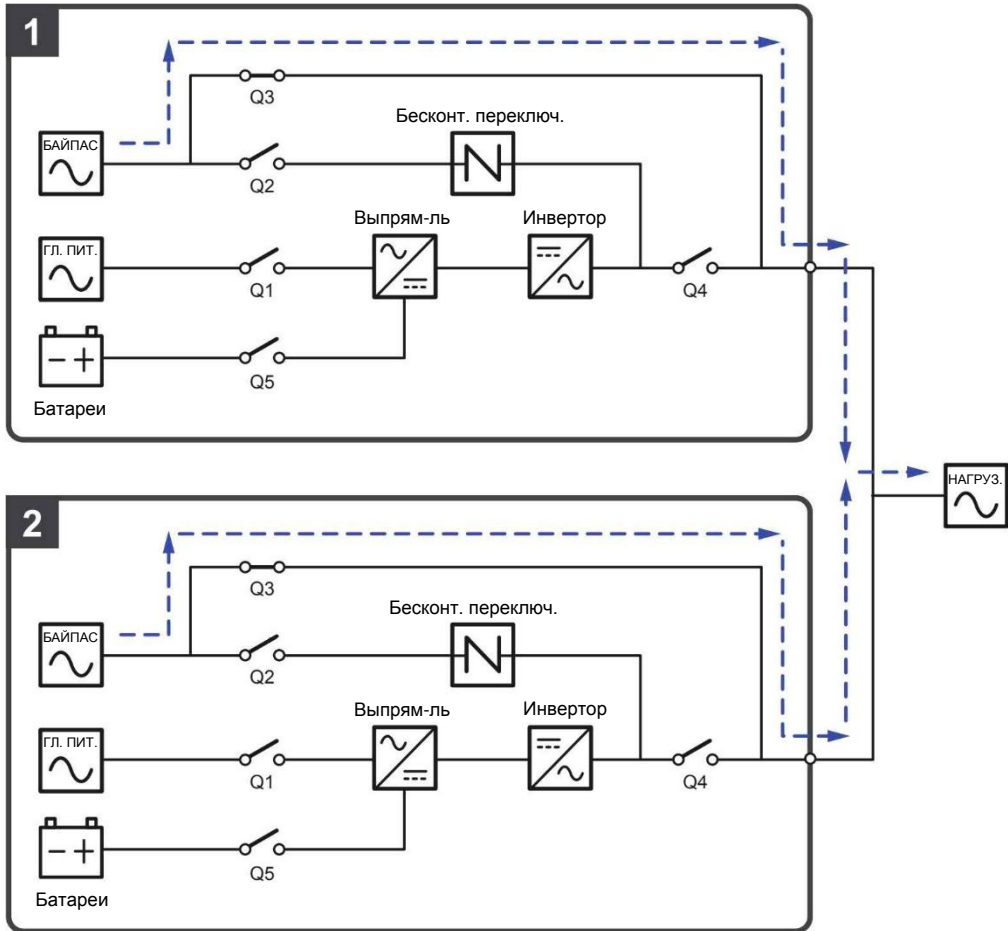 1
Q3
Бесконт. переключ.
БАЙПАС
Q2
Выпрям-ль
Инвертор
ГЛ. ПИТ.
Q1
Q4
Q5
Батареи
НАГРУЗ.
2
Q3
Бесконт. переключ.
БАЙПАС
Q2
Выпрям-ль
Инвертор
ГЛ. ПИТ.
Q1
Q4
Q5
Батареи